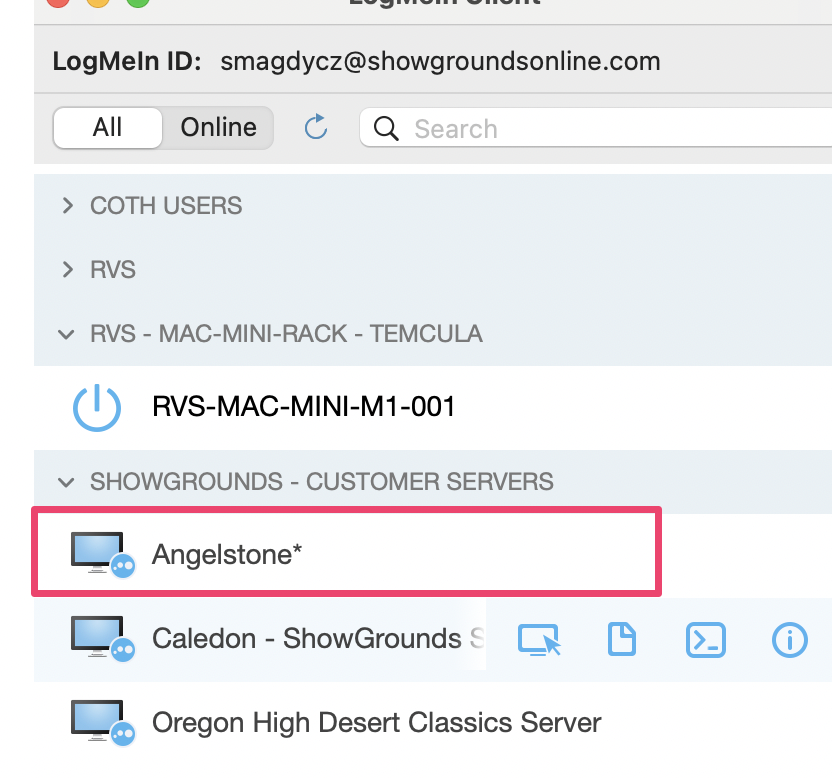 LogMeIn Client
LogMeIn ID: smagdycz@showgroundsonline.com
All Online Search
COTH USERS
RVS
RVS - MAC-MINI-RACK - TEMCULA
RVS-MAC-MINI-M1-001
SHOWGROUNDS - CUSTOMER SERVERS
Angelstone*
Caledon - ShowGrounds S
Oregon High Desert Classics Server